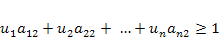 u₁a₁₂ + u₂a₂₂ + … + uₙaₙ₂ ≥ 1